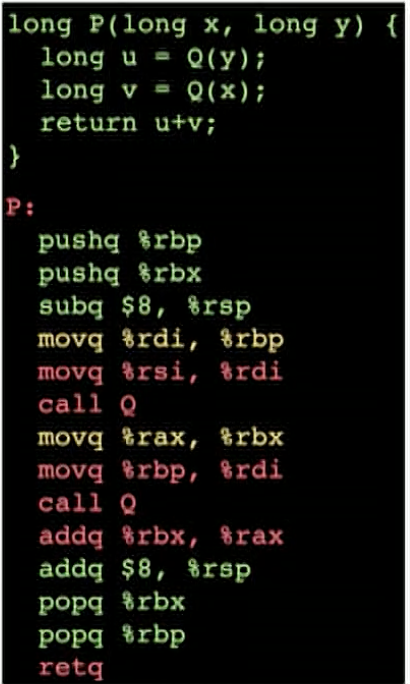 long P(long x, long y) {
  long u = Q(y);
  long v = Q(x);
  return u+v;
}
P:
  pushq %rbp
  pushq %rbx
  subq $8, %rsp
  movq %rdi, %rbp
  movq %rsi, %rdi
  call Q
  movq %rax, %rbx
  movq %rbp, %rdi
  call Q
  addq %rbx, %rax
  addq $8, %rsp
  popq %rbx
  popq %rbp
  retq